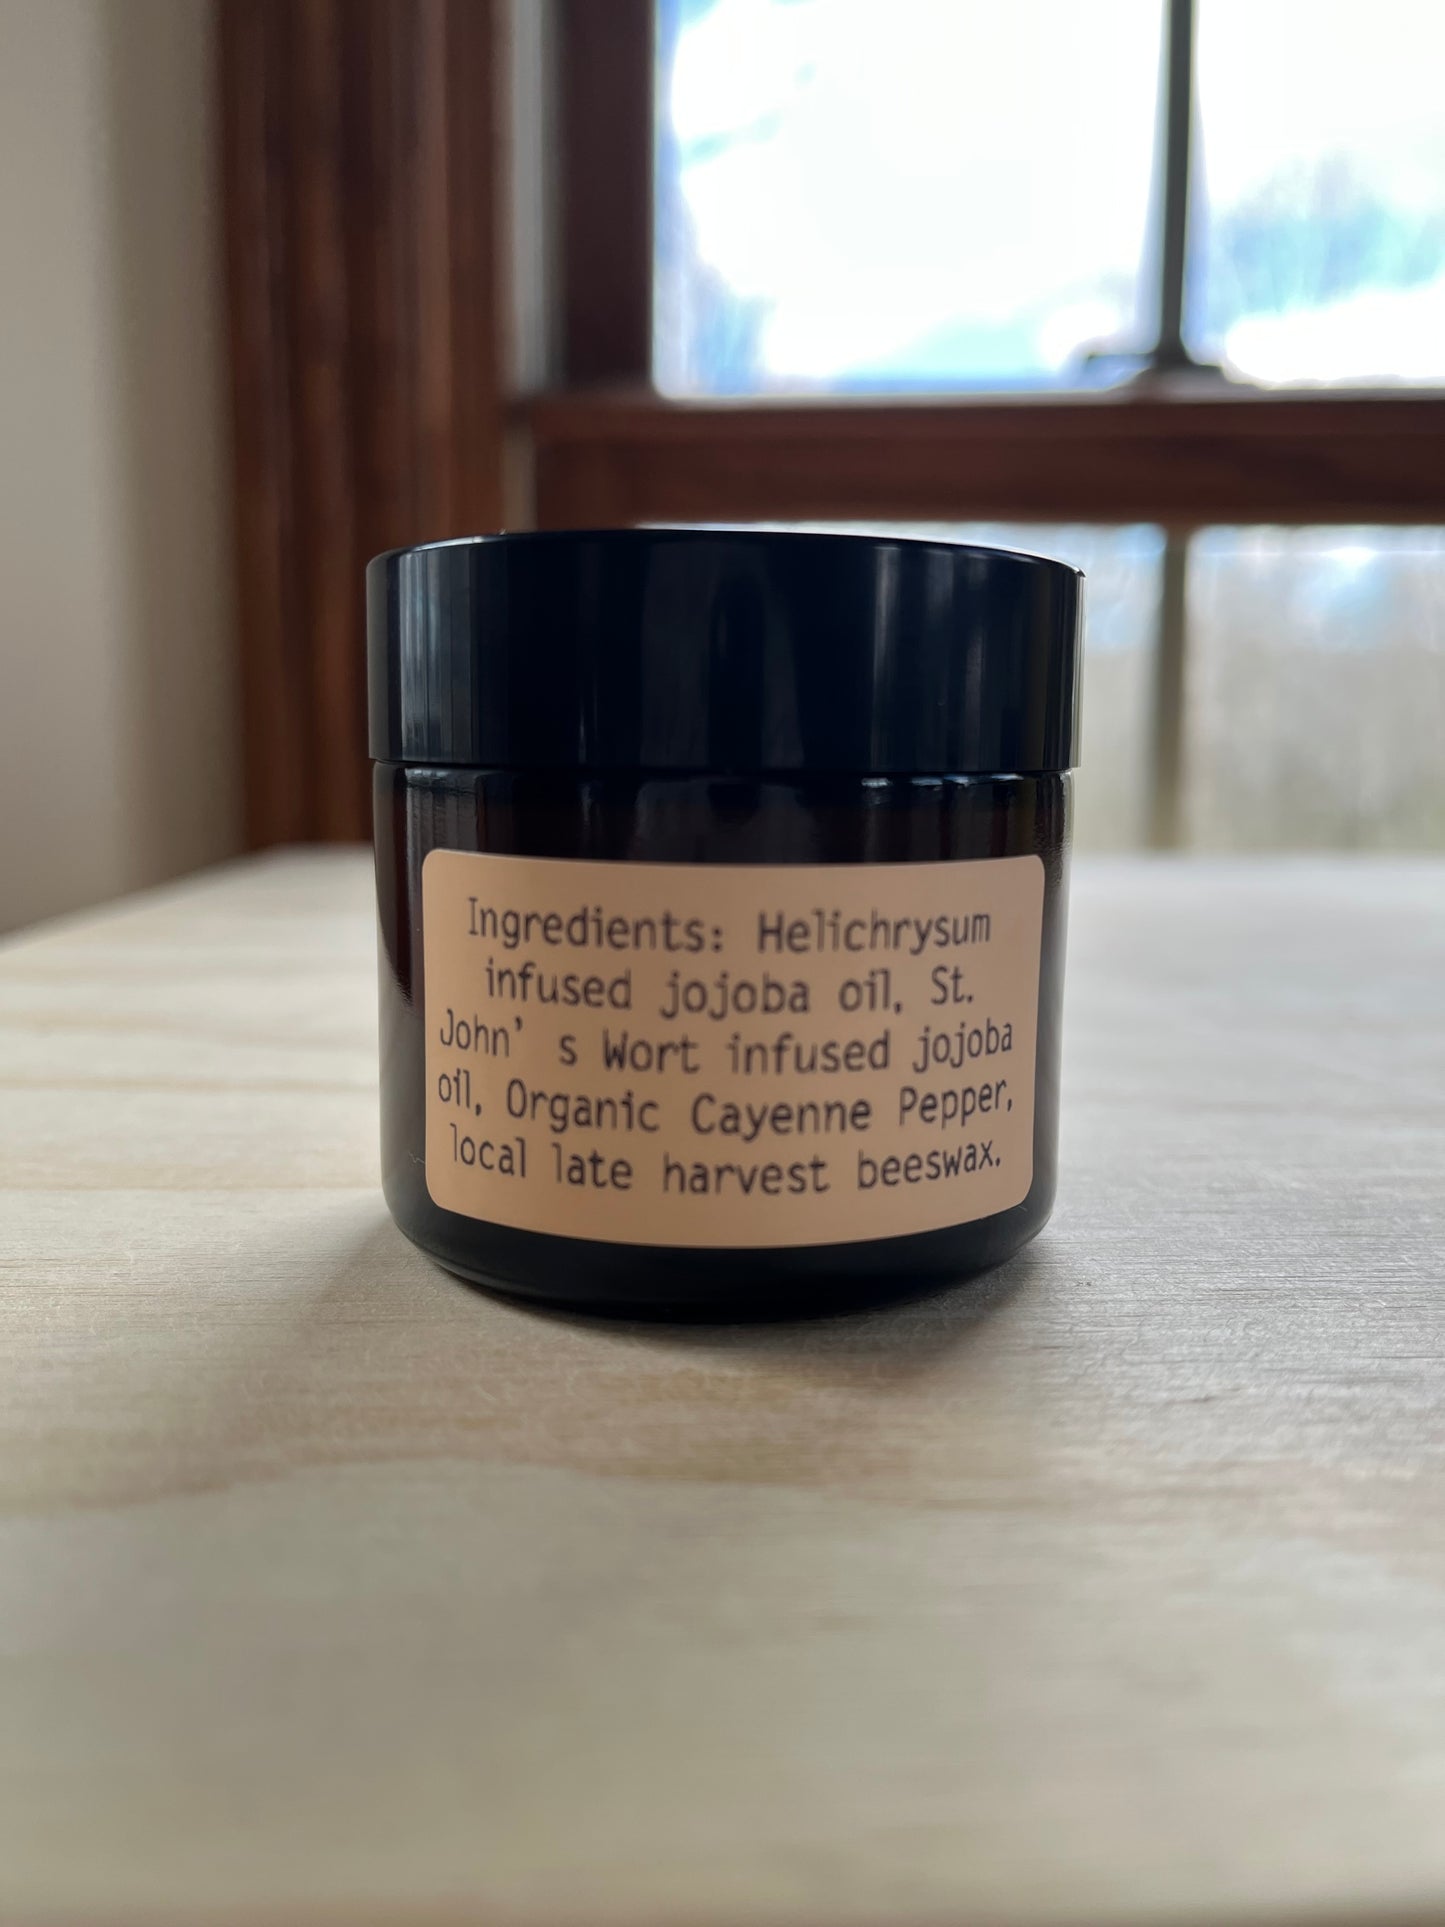 Ingredients: Helichrysum
infused jojoba oil, St.
John’ s Wort infused jojoba
oil, Organic Cayenne Pepper,
local late harvest beeswax.